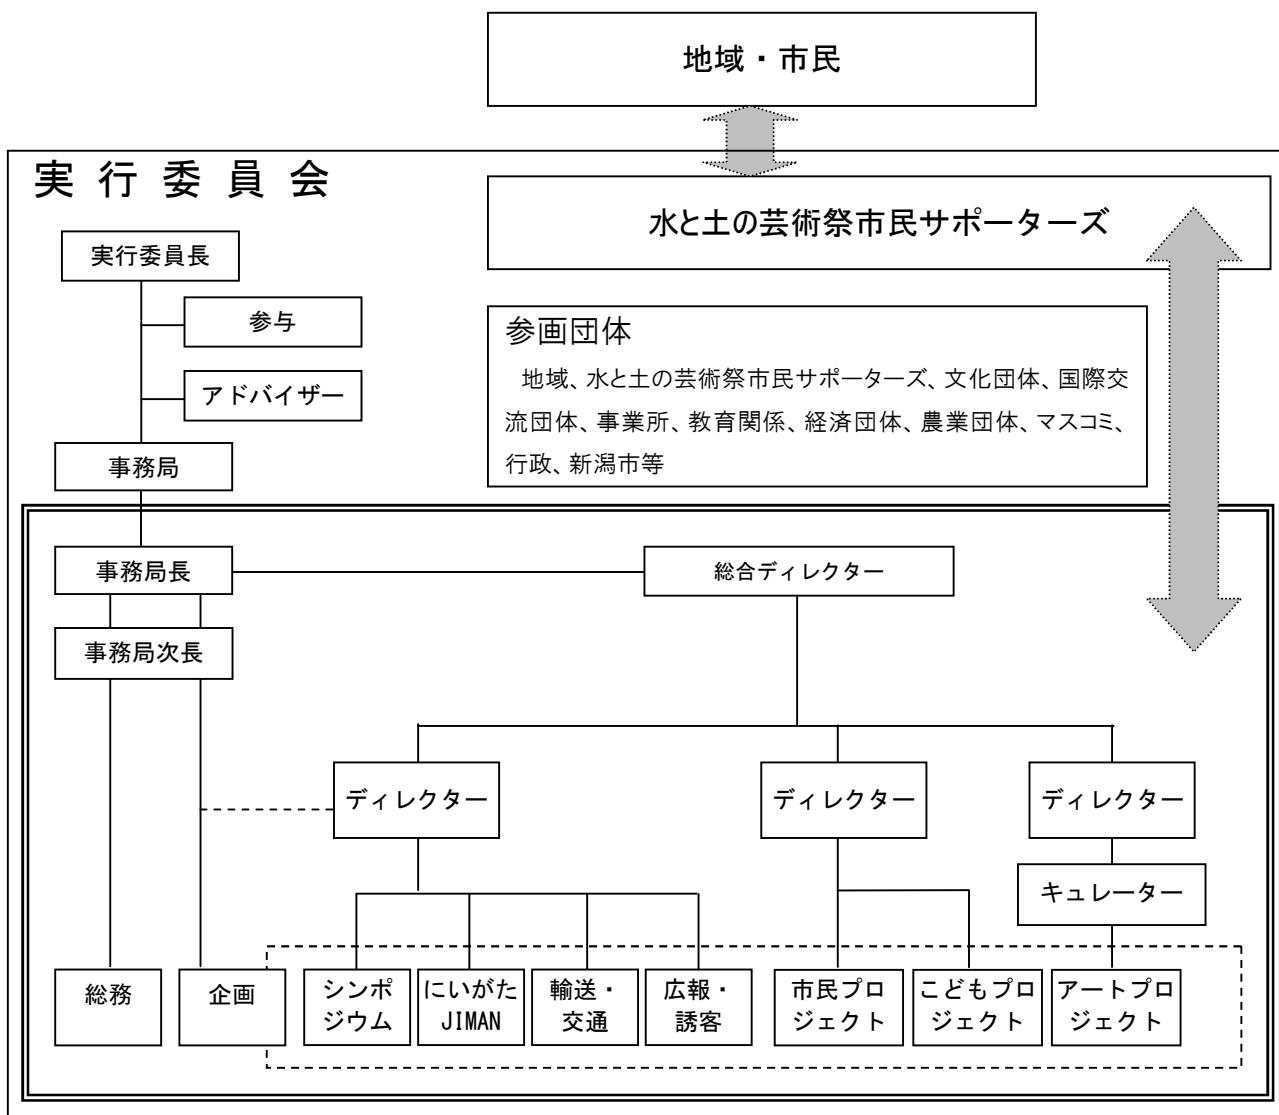 地域・市民
実行委員会
水と土の芸術祭市民サポーターズ
実行委員長
参与
アドバイザー
事務局
参画団体
地域、水と土の芸術祭市民サポーターズ、文化団体、国際交
流団体、事業所、教育関係、経済団体、農業団体、マスコミ、
行政、新潟市等
事務局長
総合ディレクター
事務局次長
ディレクター
ディレクター
ディレクター
キュレーター
総務
企画
シンポ
ジウム
にいがた
JIMAN
輸送・
交通
広報・
誘客
市民プロ
ジェクト
こどもプロ
ジェクト
アートプロ
ジェクト